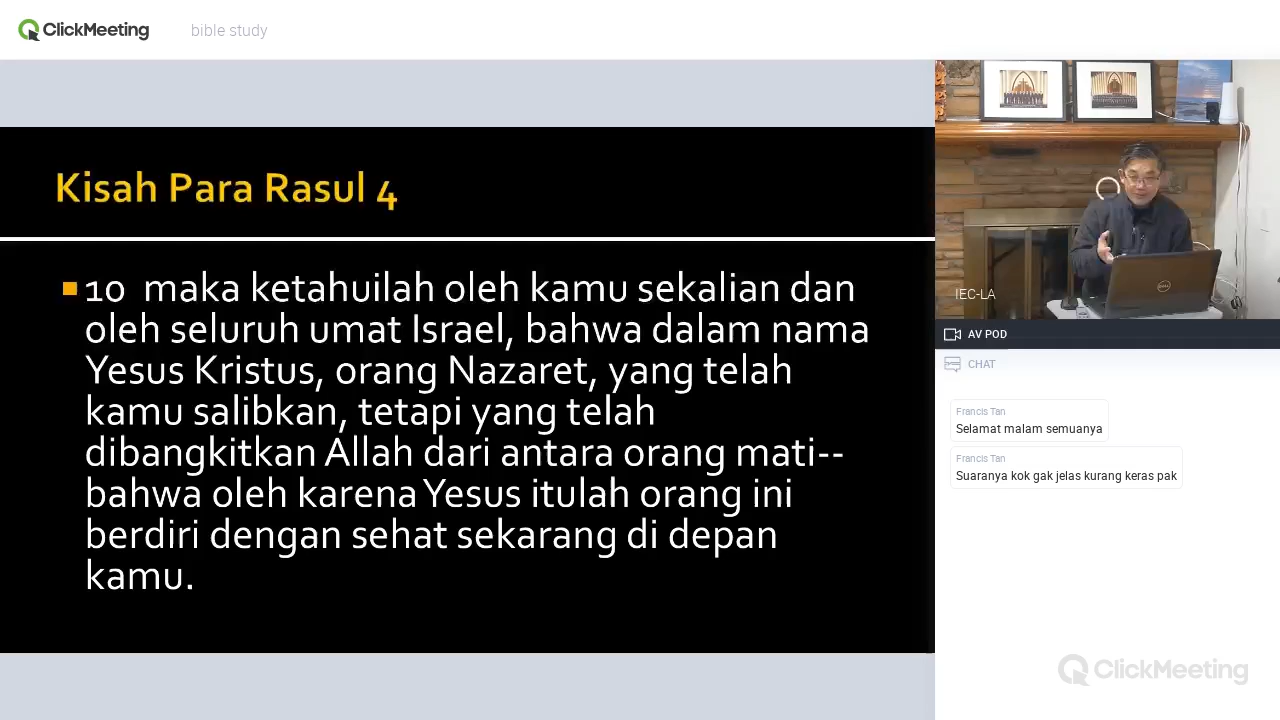 ClickMeeting
bible study
Kisah Para Rasul 4
10 maka ketahuilah oleh kamu sekalian dan
oleh seluruh umat Israel, bahwa dalam nama
Yesus Kristus, orang Nazaret, yang telah
kamu salibkan, tetapi yang telah
dibangkitkan Allah dari antara orang mati--
bahwa oleh karena Yesus itulah orang ini
berdiri dengan sehat sekarang di depan
kamu.
IEC-LA
AV POD
CHAT
Francis Tan
Selamat malam semuanya
Francis Tan
Suaranya kok gak jelas kurang keras pak
ClickMeeting